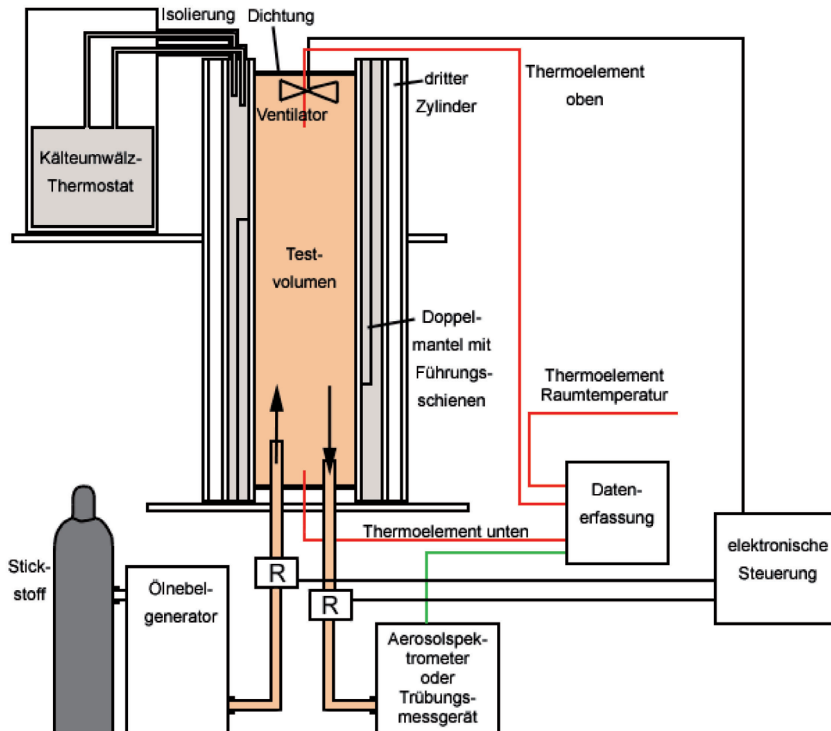 Isolierung
Dichtung
Thermoelement
oben
dritter
Zylinder
Ventilator
Kälteumwälz-
Thermostat
Test-
volumen
Doppel-
mantel mit
Führungs-
schienen
Thermoelement
Raumtemperatur
Daten-
erfassung
Thermoelement unten
elektronische
Steuerung
Stick-
stoff
Ölnebel-
generator
R
R
Aerosolspek-
trometer
oder
Trübungs-
messgerät